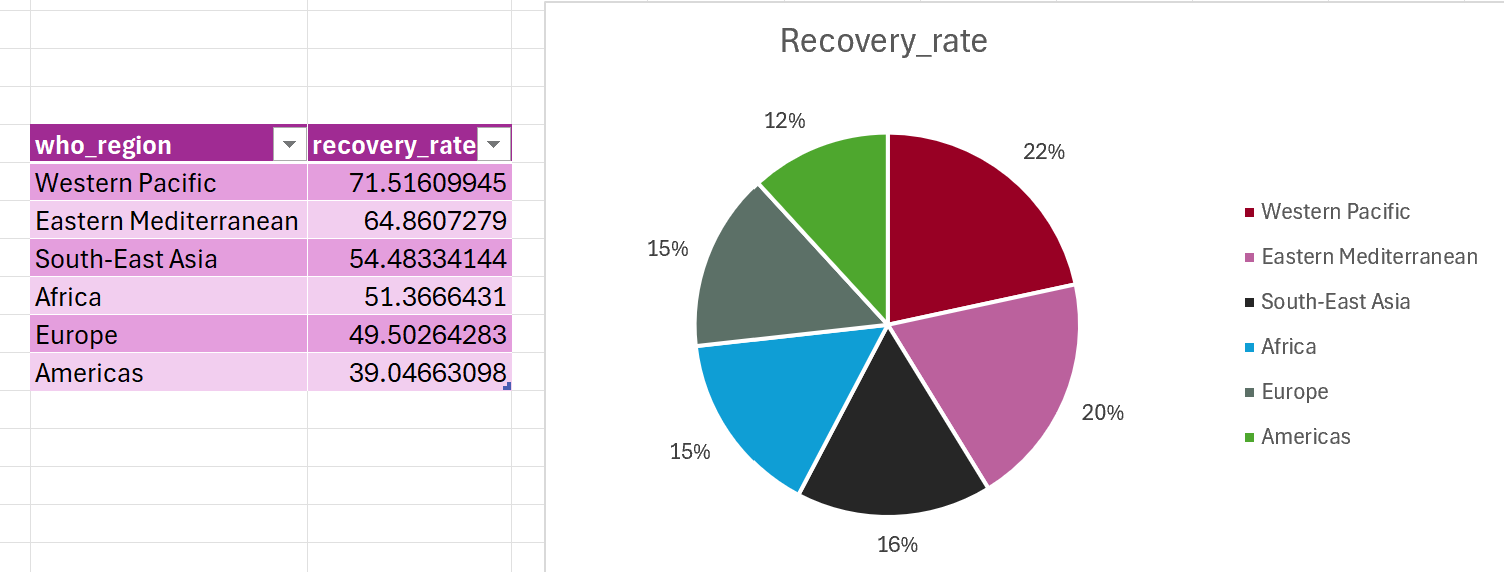 who_region recovery_rate
Western Pacific 71.51609945
Eastern Mediterranean 64.8607279
South-East Asia 54.48334144
Africa 51.3666431
Europe 49.50264283
Americas 39.04663098
Recovery_rate
12%
22%
15%
20%
15%
16%
Western Pacific
Eastern Mediterranean
South-East Asia
Africa
Europe
Americas